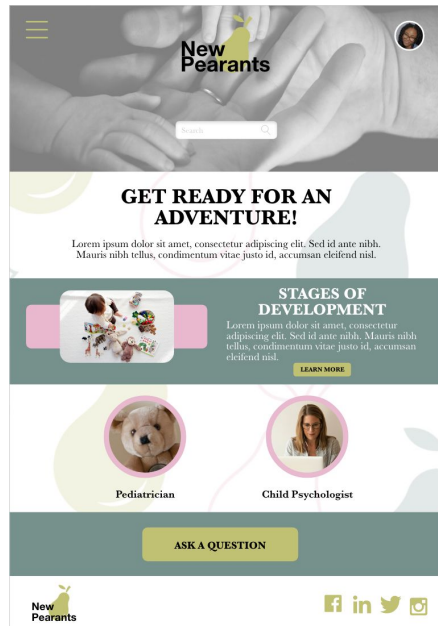 New
Pearants
Search
GET READY FOR AN
ADVENTURE!
Lorem ipsum dolor sit amet, consectetur adipiscing elit. Sed id ante nibh.
Mauris nibh tellus, condimentum vitae justo id, accumsan eleifend nisl.
STAGES OF
DEVELOPMENT
Lorem ipsum dolor sit amet, consectetur
adipiscing elit. Sed id ante nibh. Mauris nibh
tellus, condimentum vitae justo id, accumsan
eleifend nisl.
LEARN MORE
Pediatrician
Child Psychologist
ASK A QUESTION
New
Pearants